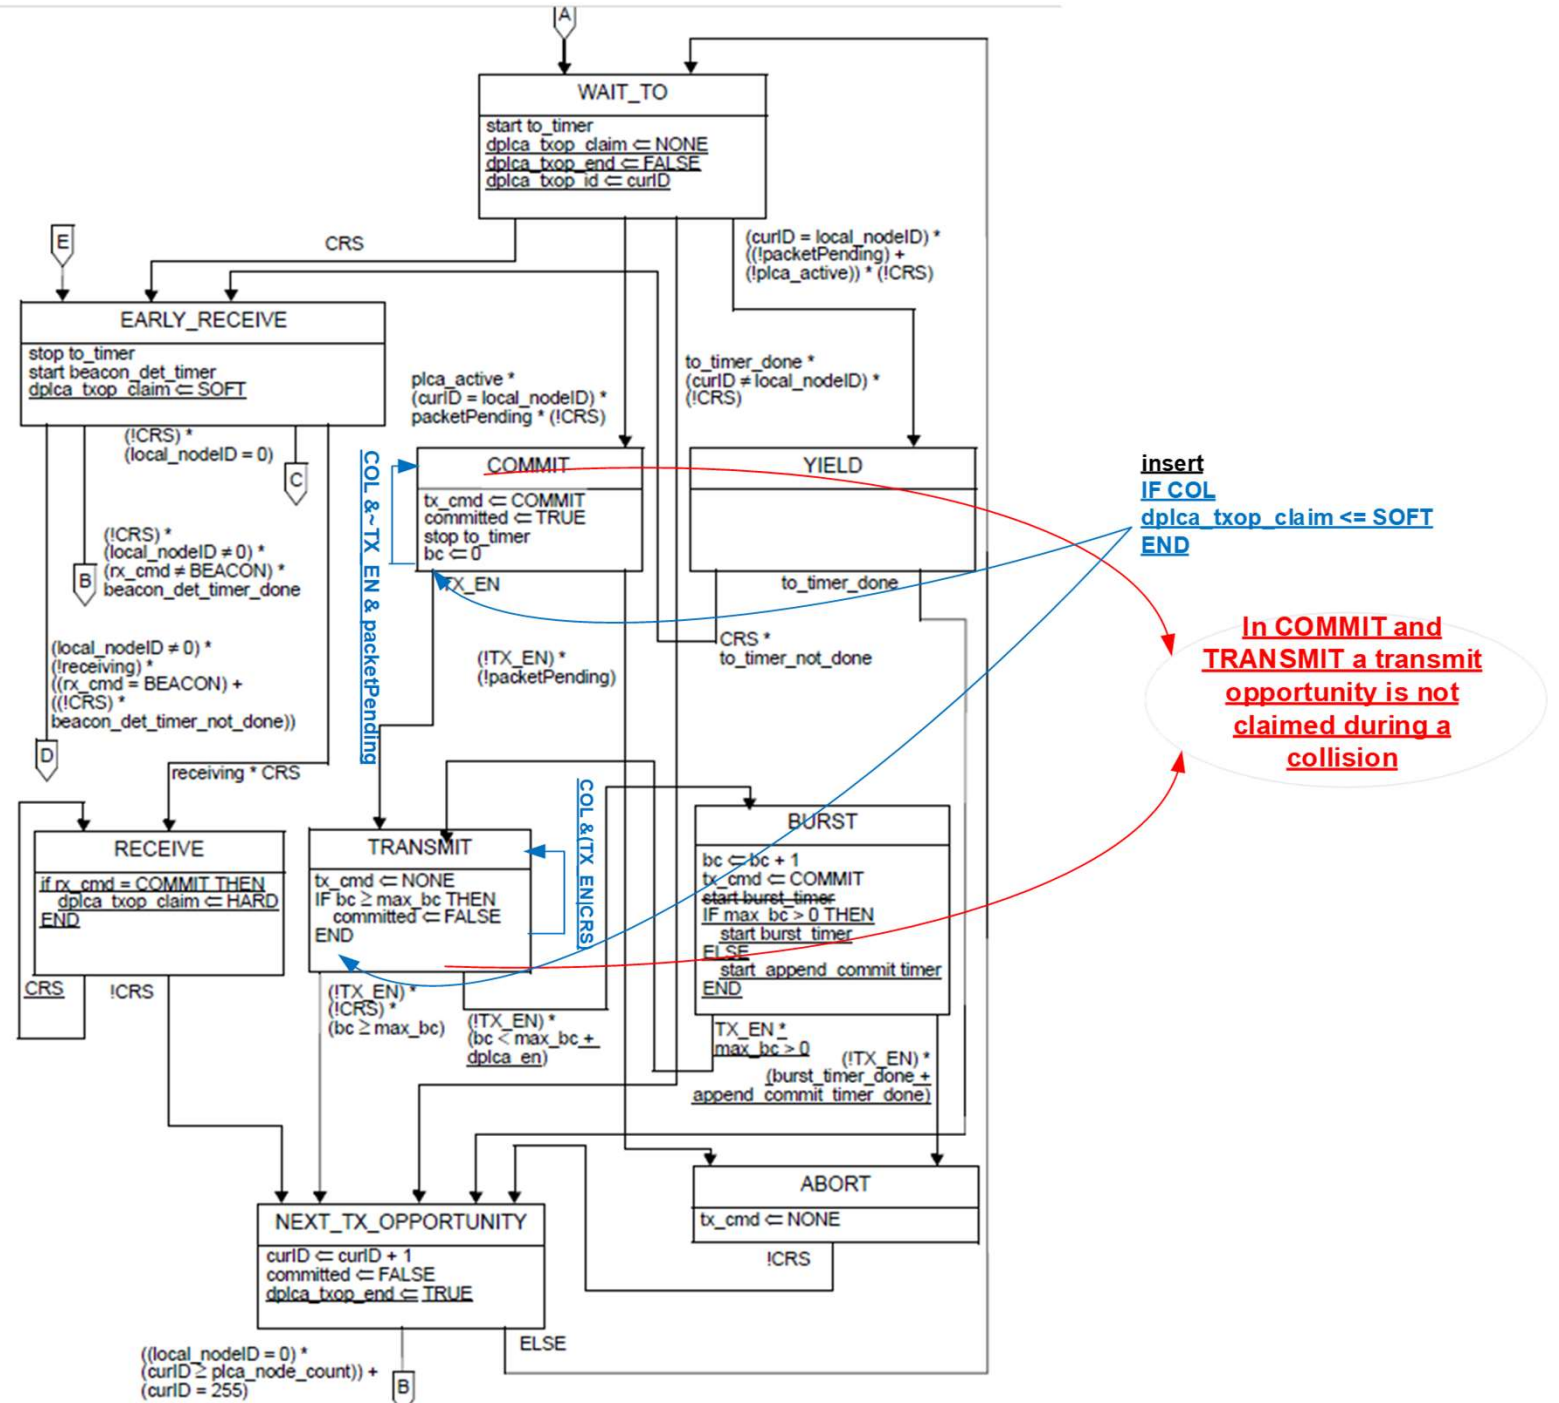 A
WAIT_TO
start to_timer
dplca_txop_claim ⇐ NONE
dplca_txop_end ⇐ FALSE
dplca_txop_id ⇐ curID
E
CRS
(curID = local_nodeID) *
((!packetPending) +
(!plca_active)) * (!CRS)
EARLY_RECEIVE
stop to_timer
start beacon_det_timer
dplca_txop_claim ⇐ SOFT
plca_active *
(curID = local_nodeID) *
packetPending * (!CRS)
to_timer_done *
(curID ≠ local_nodeID) *
(!CRS)
(!CRS) *
(local_nodeID = 0)
C
(!CRS) *
(local_nodeID ≠ 0) *
(rx_cmd ≠ BEACON) *
beacon_det_timer_done
B
(local_nodeID ≠ 0) *
(!receiving) *
((rx_cmd = BEACON) +
((!CRS) *
beacon_det_timer_not_done))
D
receiving * CRS
COL &~TX_EN & packetPending
COMMIT
tx_cmd ⇐ COMMIT
committed ⇐ TRUE
stop to_timer
bc ⇐ 0
TX_EN
(!TX_EN) *
(!packetPending)
YIELD
to_timer_done
CRS *
to_timer_not_done
insert
IF COL
dplca_txop_claim <= SOFT
END
In COMMIT and
TRANSMIT a transmit
opportunity is not
claimed during a
collision
RECEIVE
if rx_cmd = COMMIT THEN
dplca_txop_claim ⇐ HARD
END
CRS
!CRS
TRANSMIT
tx_cmd ⇐ NONE
IF bc ≥ max_bc THEN
committed ⇐ FALSE
END
COL &(TX_EN|CRS)
(!TX_EN) *
(!CRS) *
(bc ≥ max_bc)
(!TX_EN) *
(bc < max_bc +
dplca_en)
BURST
bc ⇐ bc + 1
tx_cmd ⇐ COMMIT
start burst_timer
IF max_bc > 0 THEN
start burst_timer
ELSE
start_append_commit timer
END
TX_EN *
max_bc > 0
(!TX_EN) *
(burst_timer_done +
append_commit_timer_done)
ABORT
tx_cmd ⇐ NONE
!CRS
NEXT_TX_OPPORTUNITY
curID ⇐ curID + 1
committed ⇐ FALSE
dplca_txop_end ⇐ TRUE
((local_nodeID = 0) *
(curID ≥ plca_node_count)) +
(curID = 255)
B
ELSE